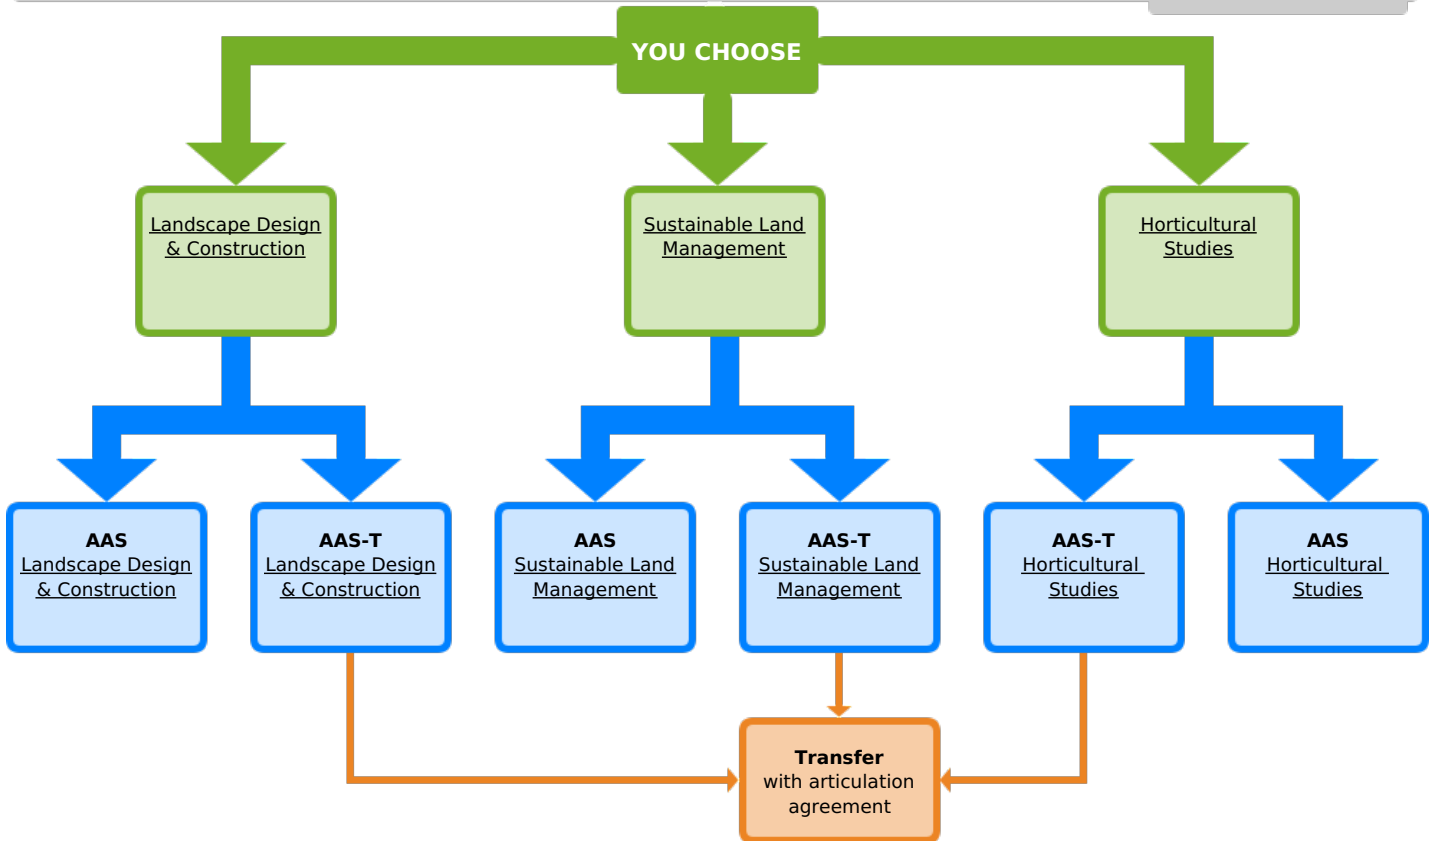 YOU CHOOSE
Landscape Design
& Construction
Sustainable Land
Management
Horticultural
Studies
AAS
Landscape Design
& Construction
AAS-T
Landscape Design
& Construction
AAS
Sustainable Land
Management
AAS-T
Sustainable Land
Management
AAS-T
Horticultural
Studies
AAS
Horticultural
Studies
Transfer
with articulation
agreement